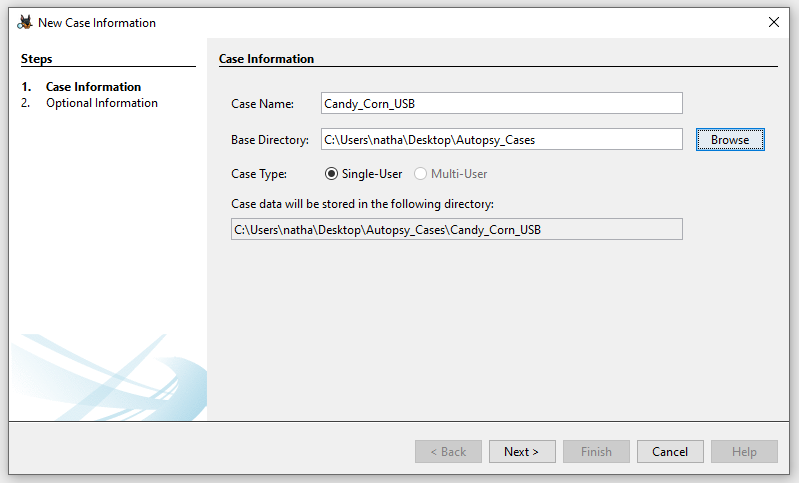 New Case Information
Steps
1. Case Information
2. Optional Information
Case Information
Case Name: Candy_Corn_USB
Base Directory: C:\Users\natha\Desktop\Autopsy_Cases Browse
Case Type: Single-User Multi-User
Case data will be stored in the following directory:
C:\Users\natha\Desktop\Autopsy_Cases\Candy_Corn_USB
< Back Next > Finish Cancel Help